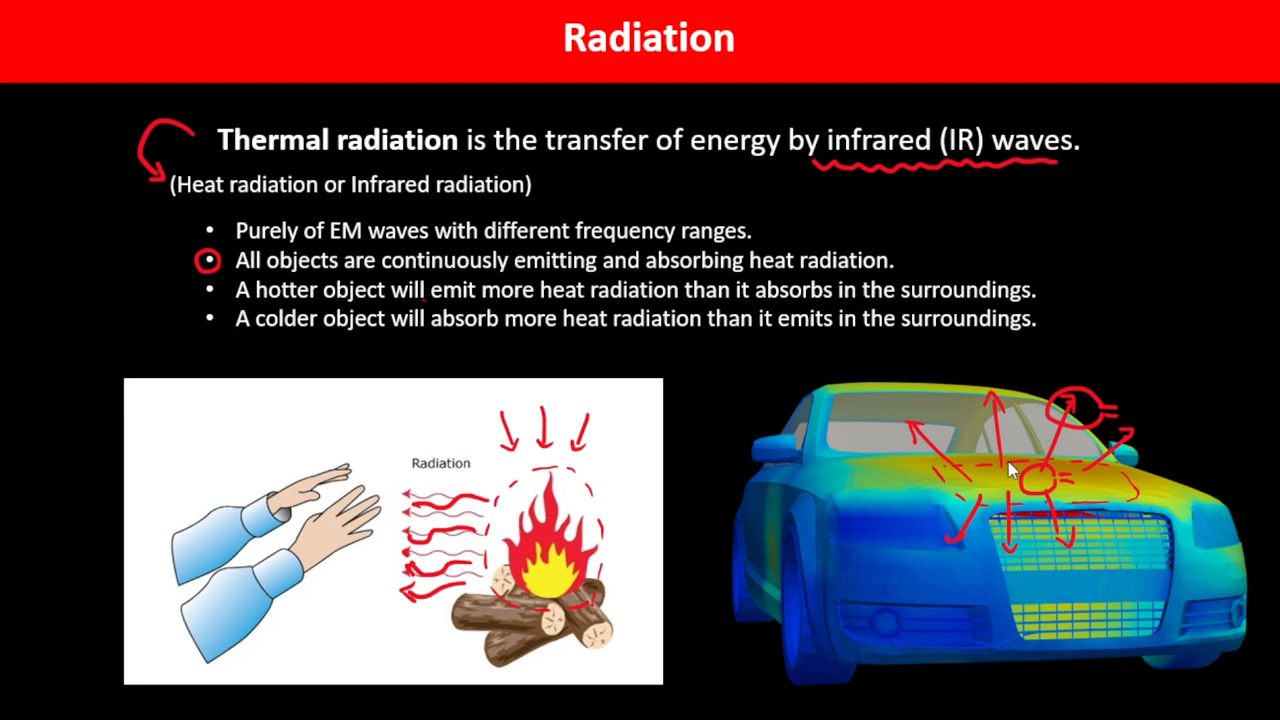 Radiation
Thermal radiation is the transfer of energy by infrared (IR) waves.
(Heat radiation or Infrared radiation)
• Purely of EM waves with different frequency ranges.
• All objects are continuously emitting and absorbing heat radiation.
• A hotter object will emit more heat radiation than it absorbs in the surroundings.
• A colder object will absorb more heat radiation than it emits in the surroundings.
Radiation